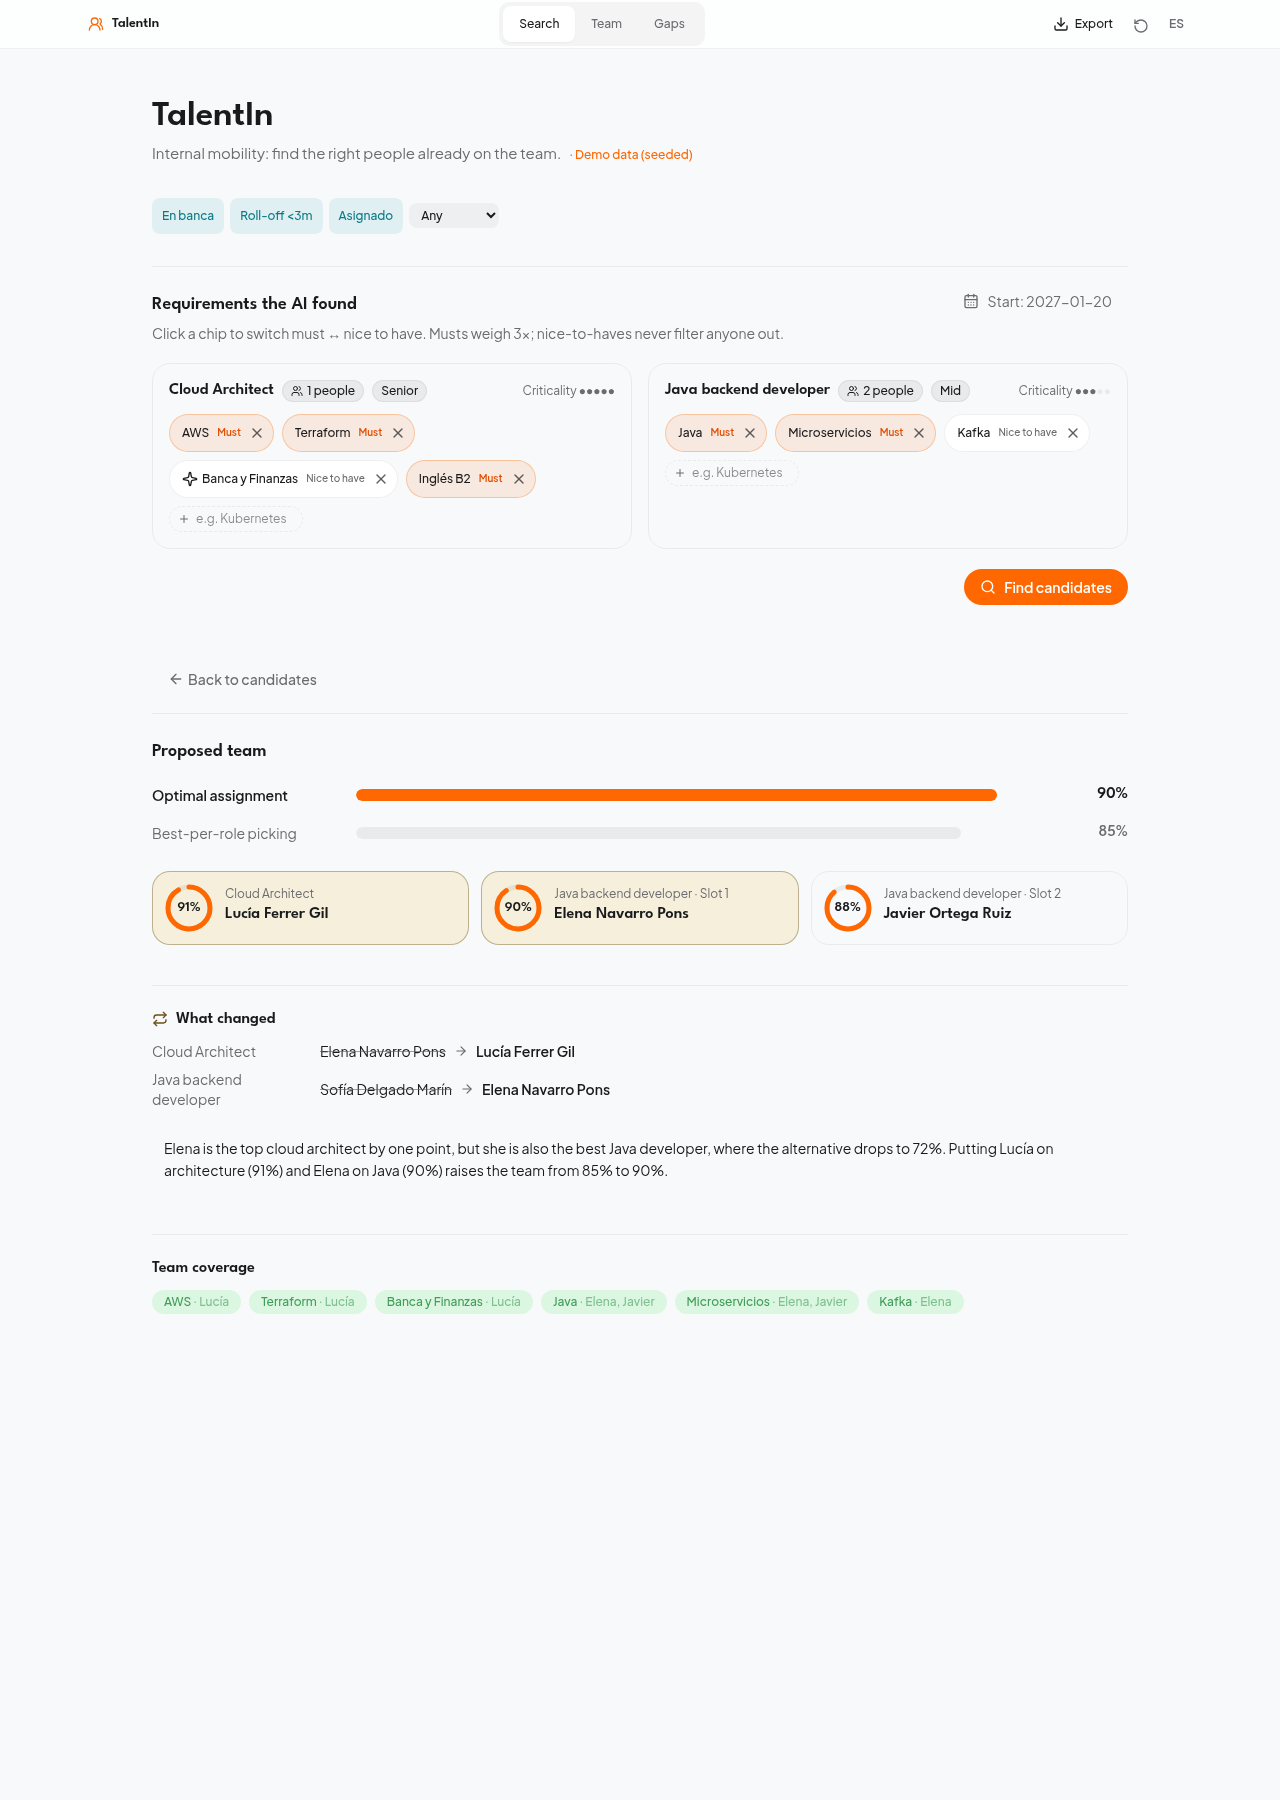 TalentIn
Search
Team
Gaps
Export
ES
TalentIn
Internal mobility: find the right people already on the team. · Demo data (seeded)
En banca
Roll-off <3m
Asignado
Any
Requirements the AI found
Start: 2027-01-20
Click a chip to switch must ↔ nice to have. Musts weigh 3×; nice-to-haves never filter anyone out.
Cloud Architect
1 people
Senior
Criticality ●●●●●
AWS Must
Terraform Must
Banca y Finanzas Nice to have
Inglés B2 Must
+ e.g. Kubernetes
Java backend developer
2 people
Mid
Criticality ●●●●●
Java Must
Microservicios Must
Kafka Nice to have
+ e.g. Kubernetes
Find candidates
Back to candidates
Proposed team
Optimal assignment
90%
Best-per-role picking
85%
91%
Cloud Architect
Lucía Ferrer Gil
90%
Java backend developer · Slot 1
Elena Navarro Pons
88%
Java backend developer · Slot 2
Javier Ortega Ruiz
What changed
Cloud Architect
Elena Navarro Pons → Lucía Ferrer Gil
Java backend
developer
Sofía Delgado Marín → Elena Navarro Pons
Elena is the top cloud architect by one point, but she is also the best Java developer, where the alternative drops to 72%. Putting Lucía on
architecture (91%) and Elena on Java (90%) raises the team from 85% to 90%.
Team coverage
AWS · Lucía
Terraform · Lucía
Banca y Finanzas · Lucía
Java · Elena, Javier
Microservicios · Elena, Javier
Kafka · Elena